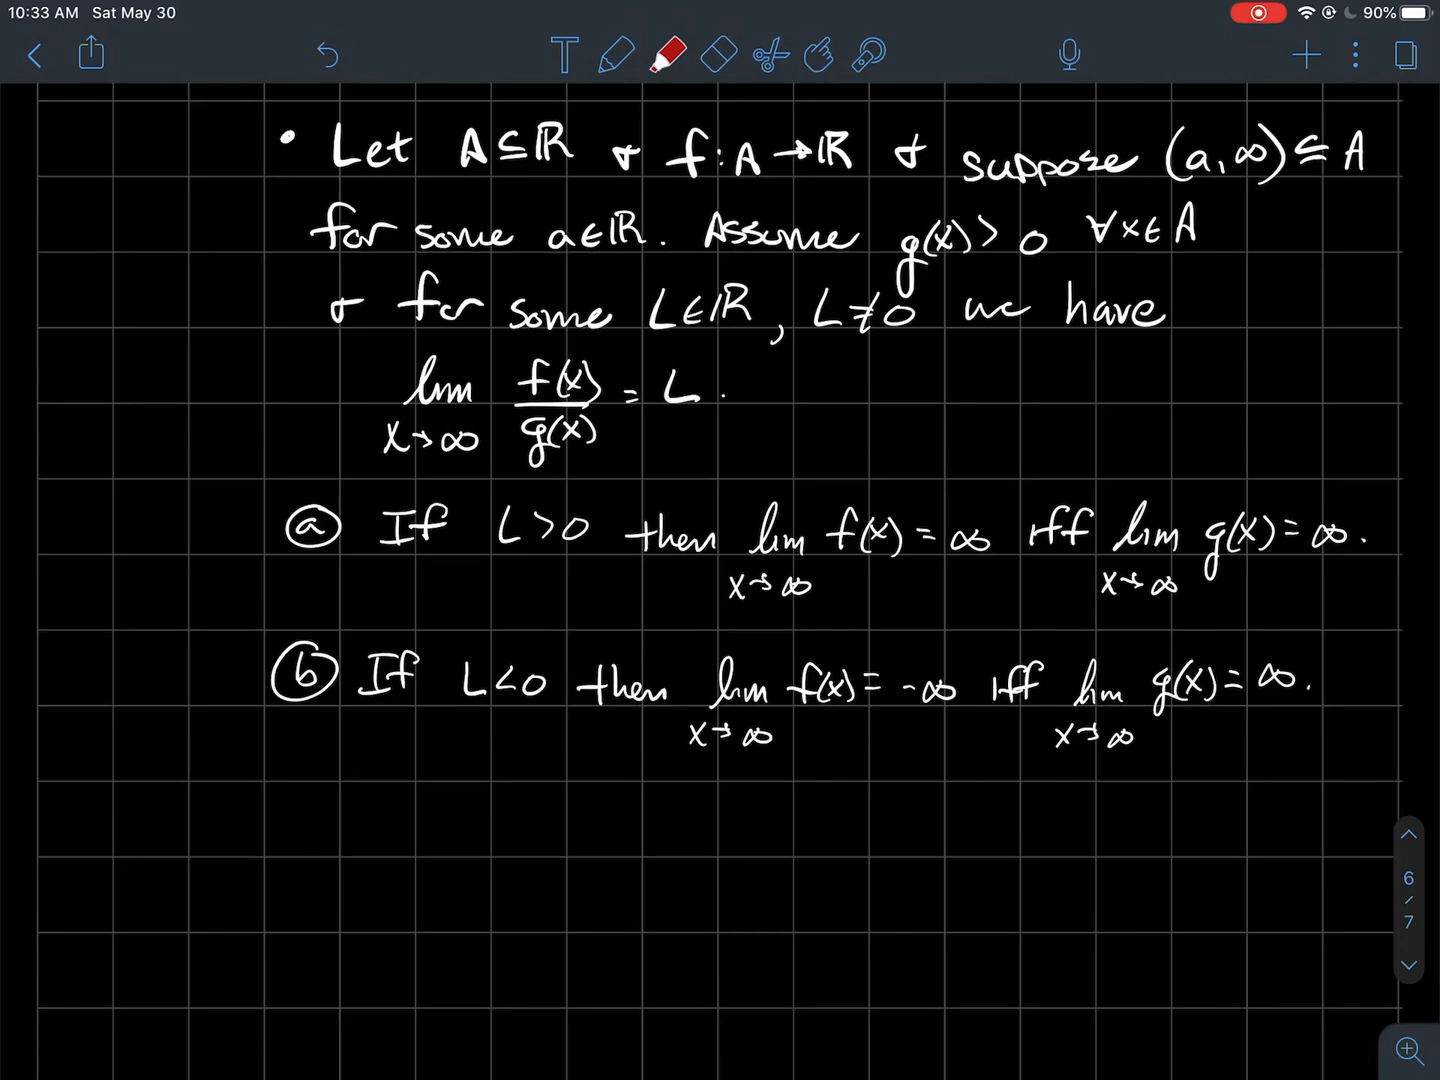 10:33 AM Sat May 30
90%
T
• Let A⊆ℝ & f:A→ℝ & suppose (a,∞)⊆A
for some a∈ℝ. Assume g(x)>0 ∀x∈A
& for some L∈ℝ, L≠0 we have
lim x→∞ f(x)/g(x) = L.
ⓐ If L>0 then lim x→∞ f(x)=∞ iff lim x→∞ g(x)=∞.
ⓑ If L<0 then lim x→∞ f(x)=-∞ iff lim x→∞ g(x)=∞.
6
/
7